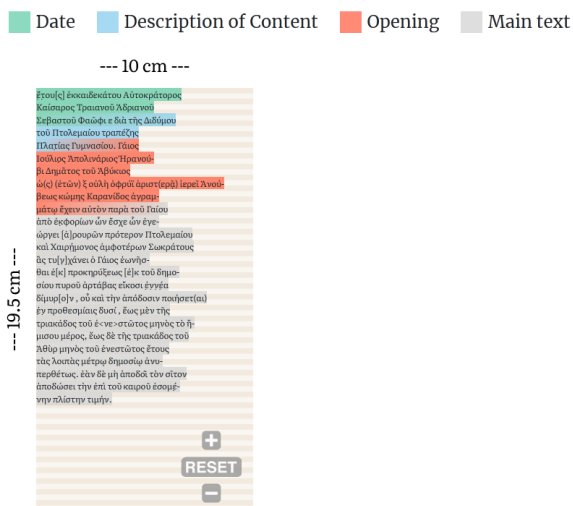 Date Description of Content Opening Main text
--- 10 cm ---
--- 19.5 cm ---
ἔτου[ς] ἑκκαιδεκάτου Αὐτοκράτορος
Καίσαρος Τραιανοῦ Ἁδριανοῦ
Σεβαστοῦ Φαῶφι ε διὰ τῆς Διδύμου
τοῦ Πτολεμαίου τραπέζης
Πλατίας Γυμνασίου. Γάιος
Ἰούλιος Ἀπολινάριος Ἡρανού-
βι Δημᾶτος τοῦ Ἀβύκιος
ὡ(ς) (ἐτῶν) ξ οὐλὴ ὀφρύϊ ἀριστ(ερᾷ) ἱερεῖ Ἀνού-
βεως κώμης Καρανίδος ἀγραμ-
μάτῳ ἔχειν αὐτὸν παρὰ τοῦ Γαίου
ἀπὸ ἐκφορίων ὧν ἔσχε ὧν ἐγε-
ώργει [ἀ]ρουρῶν πρότερον Πτολεμαίου
καὶ Χαιρήμονος ἀμφοτέρων Σωκράτους
ἃς τυ[γ]χάνει ὁ Γάιος ἐωνῆσ-
θαι ἐ[κ] προκηρύξεως [ἐ]κ τοῦ δημο-
σίου πυροῦ ἀρτάβας εἴκοσι ἐννέα
δίμυρ[ο]ν , οὗ καὶ τὴν ἀπόδοσιν ποιήσετ(αι)
ἐν προθεσμίαις δυσί , ἕως μὲν τῆς
τριακάδος τοῦ ἐ<νε>στῶτος μηνὸς τὸ ἥ-
μισου μέρος, ἕως δὲ τῆς τριακάδος τοῦ
Ἁθὺρ μηνὸς τοῦ ἐνεστῶτος ἔτους
τὰς λοιπὰς μέτρῳ δημοσίῳ ἀνυ-
περθέτως. ἐὰν δὲ μὴ ἀποδοῖ τὸν σῖτον
ἀποδώσει τὴν ἐπὶ τοῦ καιροῦ ἐσομέ-
νην πλίστην τιμήν.
RESET